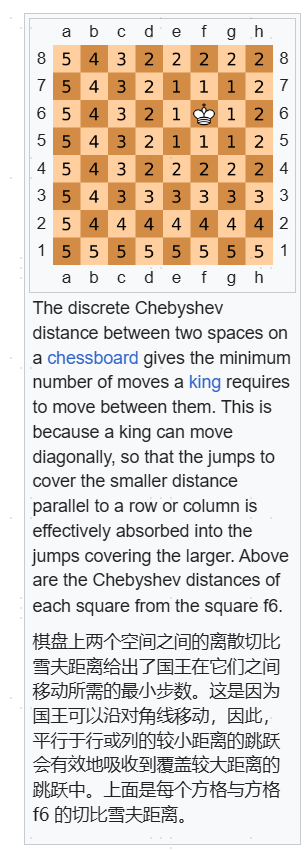 a b c d e f g h
8 5 4 3 2 2 2 2 2 8
7 5 4 3 2 1 1 1 2 7
6 5 4 3 2 1 1 2 6
5 5 4 3 2 1 1 1 2 5
4 5 4 3 2 2 2 2 2 4
3 5 4 3 3 3 3 3 3 3
2 5 4 4 4 4 4 4 4 2
1 5 5 5 5 5 5 5 5 1
a b c d e f g h
The discrete Chebyshev
distance between two spaces on
a chessboard gives the minimum
number of moves a king requires
to move between them. This is
because a king can move
diagonally, so that the jumps to
cover the smaller distance
parallel to a row or column is
effectively absorbed into the
jumps covering the larger. Above
are the Chebyshev distances of
each square from the square f6.
棋盘上两个空间之间的离散切比
雪夫距离给出了国王在它们之间
移动所需的最小步数。这是因为
国王可以沿对角线移动，因此，
平行于行或列的较小距离的跳跃
会有效地吸收到覆盖较大距离的
跳跃中。上面是每个方格与方格
f6 的切比雪夫距离。